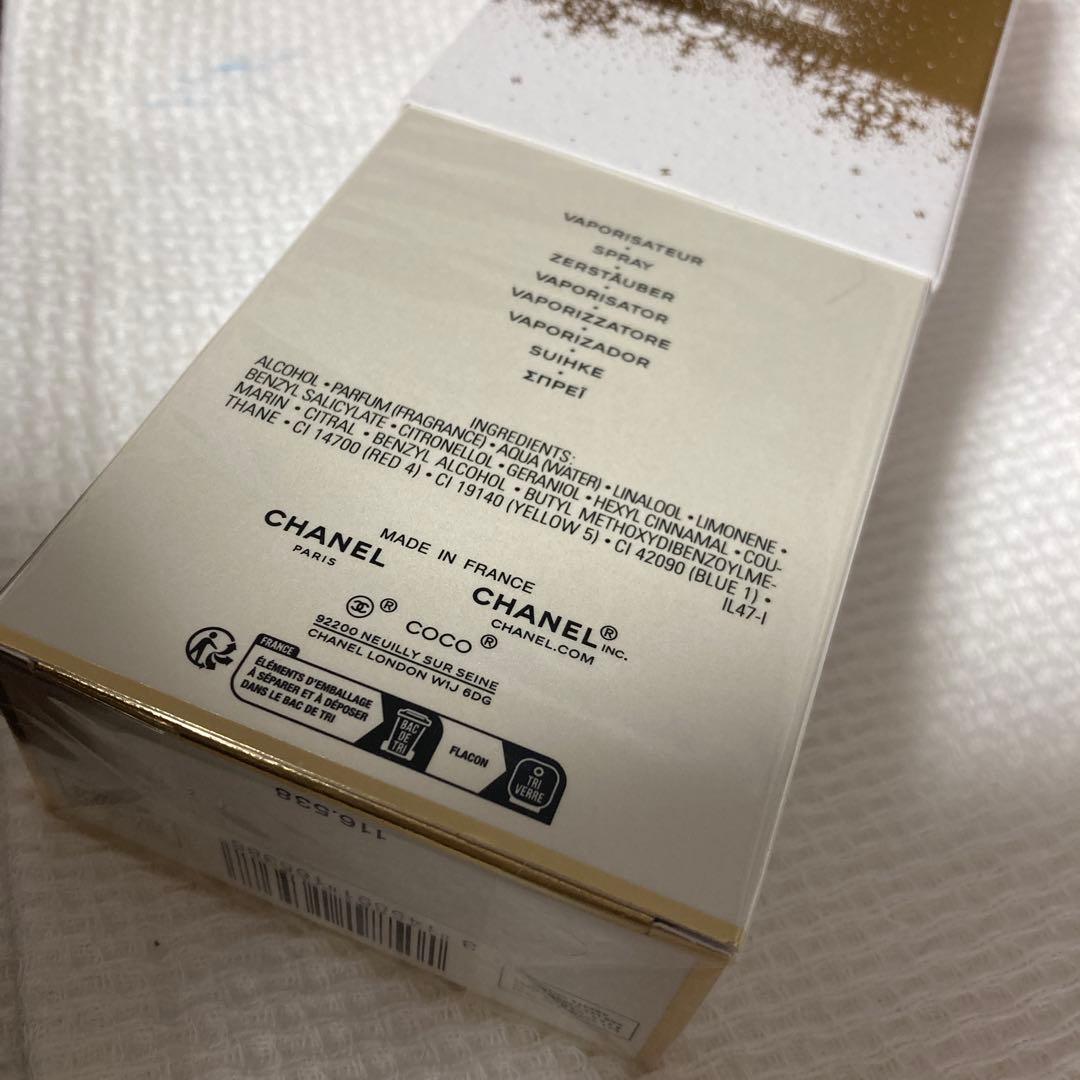 CHANEL
VAPORISATEUR
•
SPRAY
•
ZERSTÄUBER
•
VAPORISATOR
•
VAPORIZZATORE
•
VAPORIZADOR
•
SUIHKE
•
ΣΠΡΕΪ
INGREDIENTS:
ALCOHOL • PARFUM (FRAGRANCE) • AQUA (WATER) • LINALOOL • LIMONENE •
BENZYL SALICYLATE • CITRONELLOL • GERANIOL • HEXYL CINNAMAL • COU-
MARIN • CITRAL • BENZYL ALCOHOL • BUTYL METHOXYDIBENZOYLME-
THANE • CI 14700 (RED 4) • CI 19140 (YELLOW 5) • CI 42090 (BLUE 1) •
IL47-I
MADE IN FRANCE
CHANEL
PARIS
CHANEL® INC.
CHANEL.COM
® COCO ®
92200 NEUILLY SUR SEINE
CHANEL LONDON W1J 6DG
FRANCE
ÉLÉMENTS D'EMBALLAGE
À SÉPARER ET À DÉPOSER
DANS LE BAC DE TRI
BAC
DE
TRI
FLACON
TRI
VERRE
116.538